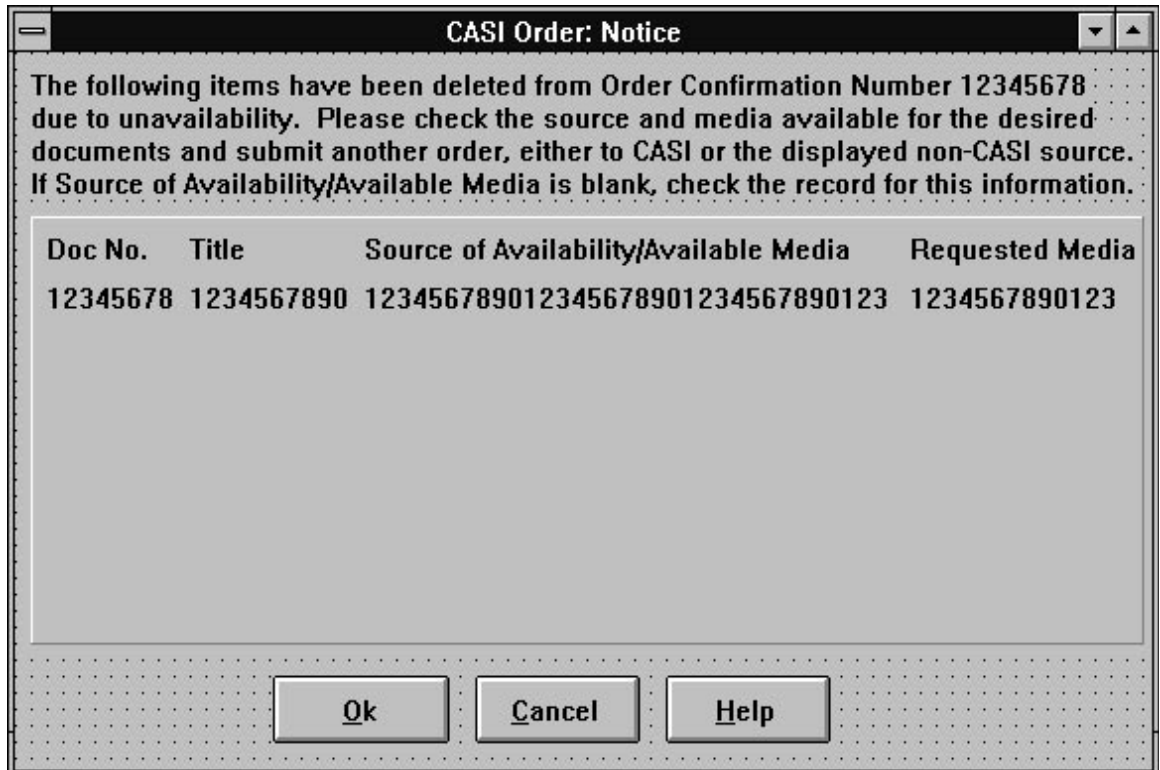 CASI Order: Notice
The following items have been deleted from Order Confirmation Number 12345678
due to unavailability.  Please check the source and media available for the desired
documents and submit another order, either to CASI or the displayed non-CASI source.
If Source of Availability/Available Media is blank, check the record for this information.
Doc No. Title Source of Availability/Available Media Requested Media
12345678 1234567890 123456789012345678901234567890123 1234567890123
Ok Cancel Help